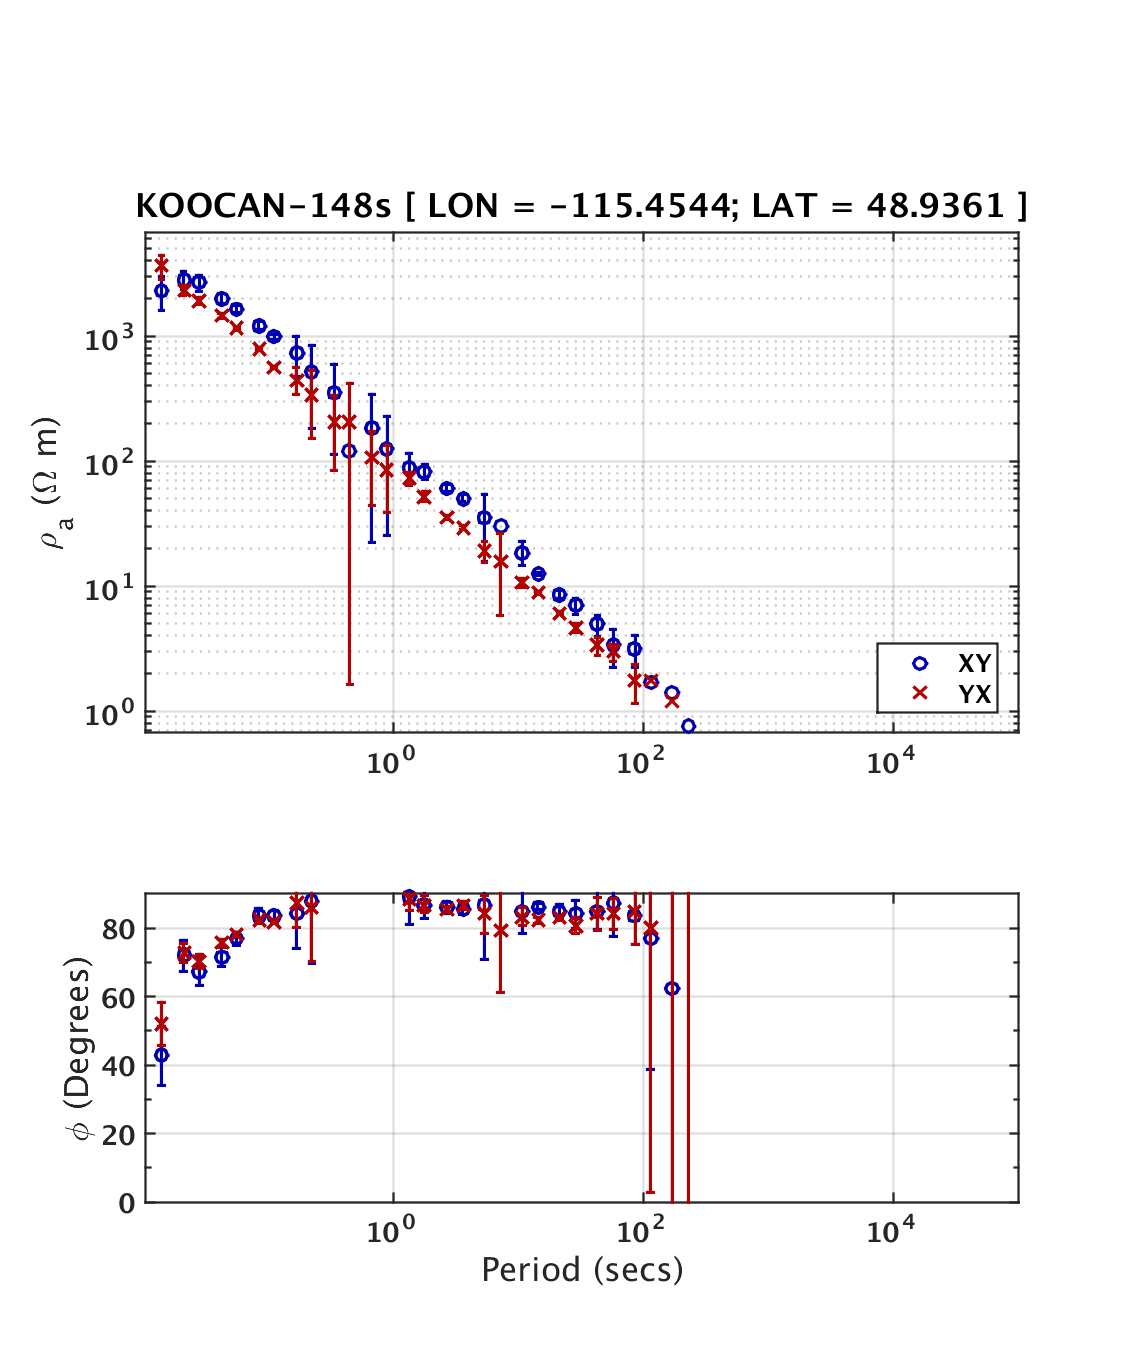 KOOCAN-148s [ LON = -115.4544; LAT = 48.9361 ]
ρa (Ω m)
10³
10²
10¹
10⁰
XY
YX
10⁰ 10² 10⁴
ϕ (Degrees)
80
60
40
20
0
10⁰ 10² 10⁴
Period (secs)